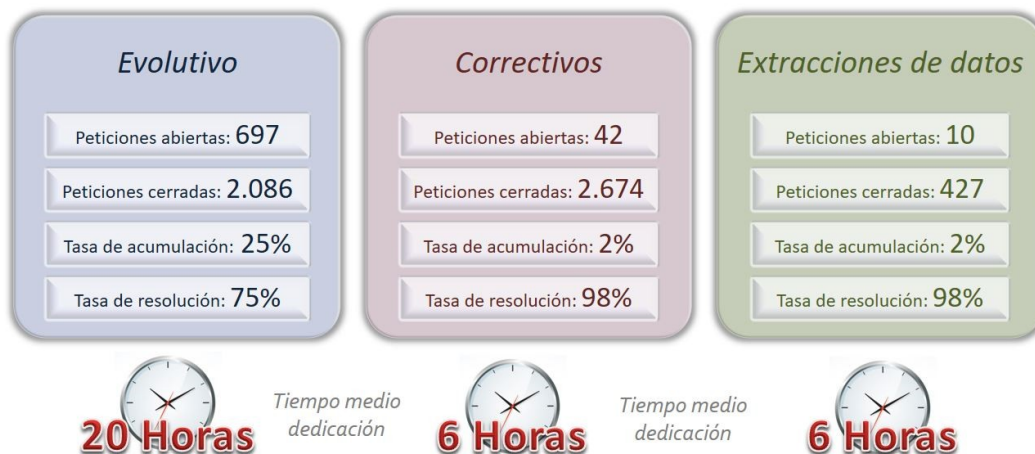 Evolutivo
Peticiones abiertas: 697
Peticiones cerradas: 2.086
Tasa de acumulación: 25%
Tasa de resolución: 75%
Correctivos
Peticiones abiertas: 42
Peticiones cerradas: 2.674
Tasa de acumulación: 2%
Tasa de resolución: 98%
Extracciones de datos
Peticiones abiertas: 10
Peticiones cerradas: 427
Tasa de acumulación: 2%
Tasa de resolución: 98%
20 Horas
Tiempo medio
dedicación
6 Horas
Tiempo medio
dedicación
6 Horas